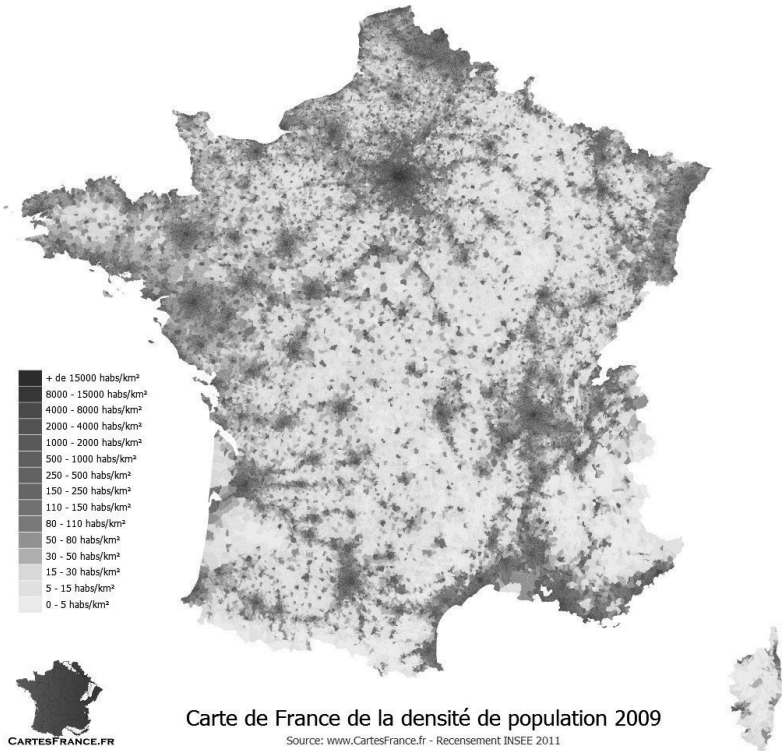 + de 15000 habs/km²
8000 - 15000 habs/km²
4000 - 8000 habs/km²
2000 - 4000 habs/km²
1000 - 2000 habs/km²
500 - 1000 habs/km²
250 - 500 habs/km²
150 - 250 habs/km²
110 - 150 habs/km²
80 - 110 habs/km²
50 - 80 habs/km²
30 - 50 habs/km²
15 - 30 habs/km²
5 - 15 habs/km²
0 - 5 habs/km²
CARTESFRANCE.FR
Carte de France de la densité de population 2009
Source: www.CartesFrance.fr - Recensement INSEE 2011